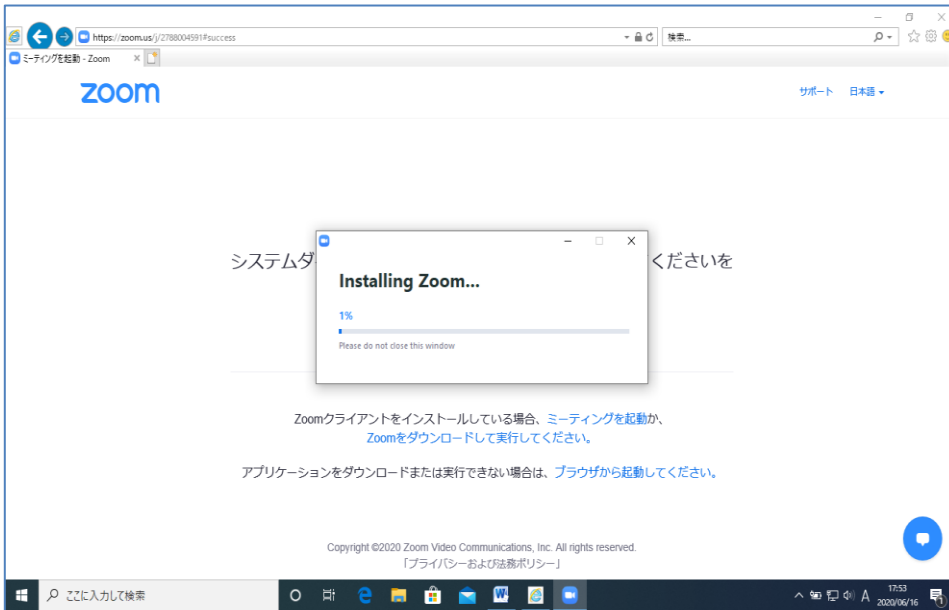 https://zoom.us/j/2788004591#success
検索...
ミーティングを起動 - Zoom
zoom
サポート 日本語
システムダ
くださいを
Installing Zoom...
1%
Please do not close this window
Zoomクライアントをインストールしている場合、ミーティングを起動か、
Zoomをダウンロードして実行してください。
アプリケーションをダウンロードまたは実行できない場合は、ブラウザから起動してください。
Copyright ©2020 Zoom Video Communications, Inc. All rights reserved.
「プライバシーおよび法務ポリシー」
ここに入力して検索
A
17:53
2020/06/16